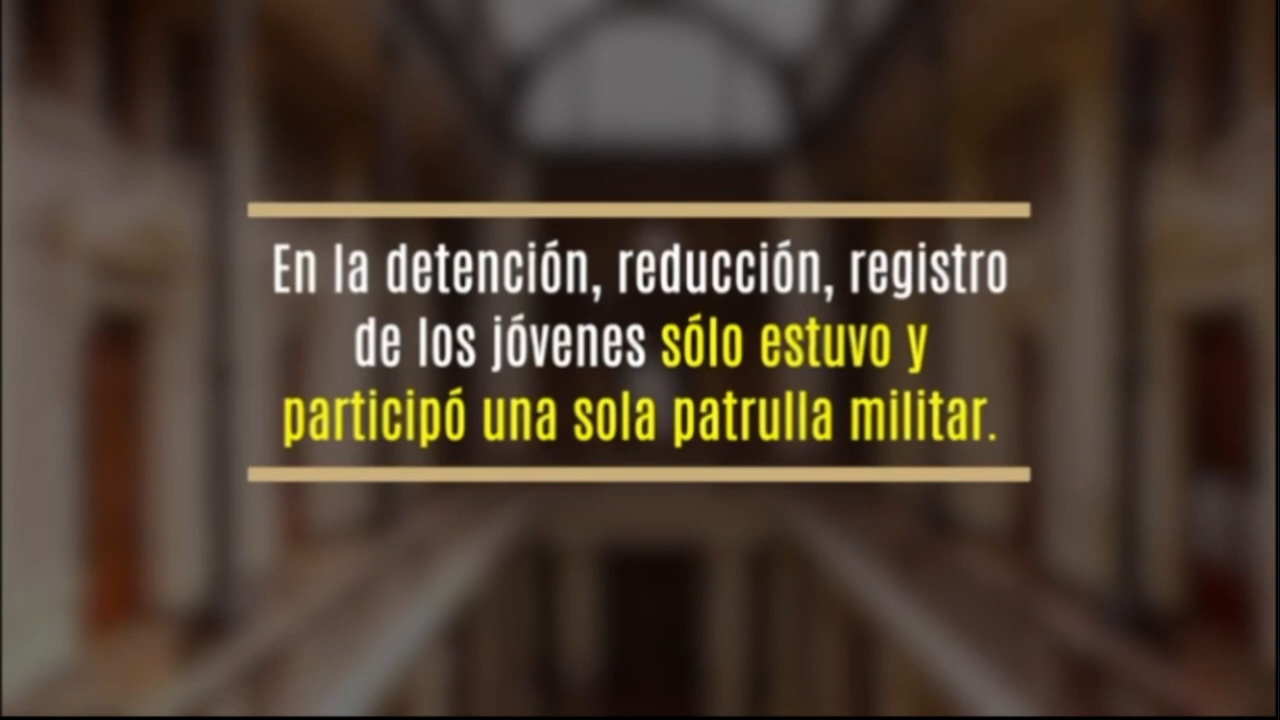 En la detención, reducción, registro
de los jóvenes sólo estuvo y
participó una sola patrulla militar.